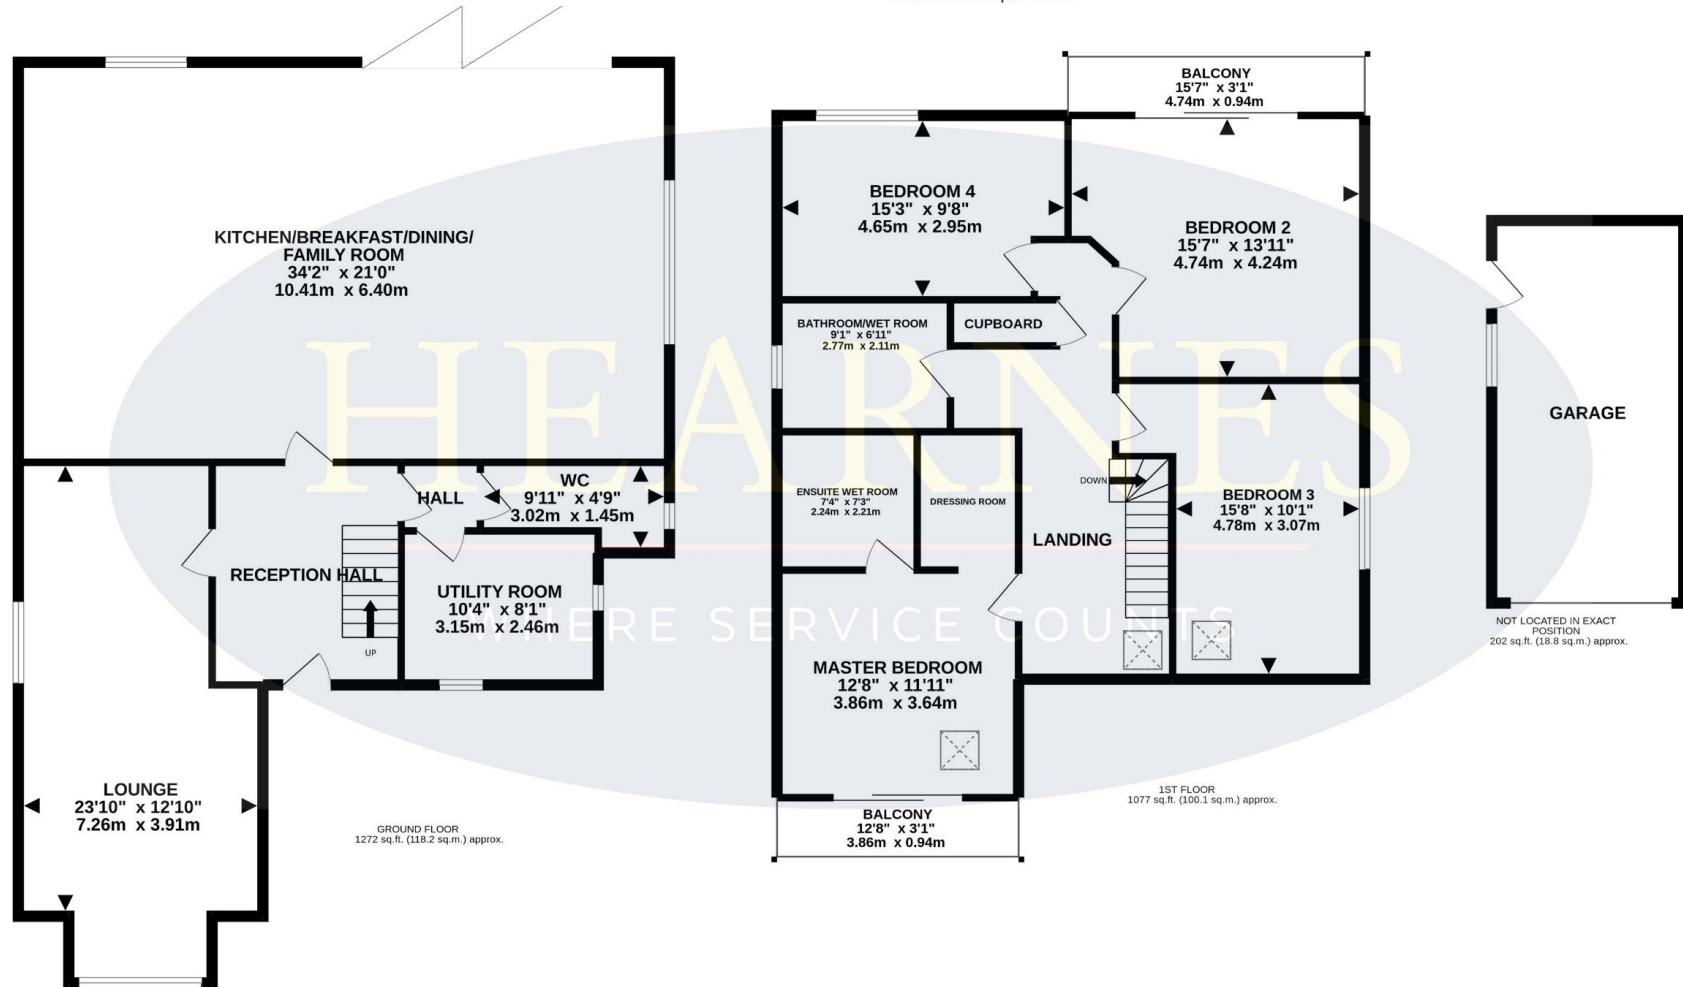 KITCHEN/BREAKFAST/DINING/
FAMILY ROOM
34'2" x 21'0"
10.41m x 6.40m
HALL
WC
9'11" x 4'9"
3.02m x 1.45m
RECEPTION HALL
UP
UTILITY ROOM
10'4" x 8'1"
3.15m x 2.46m
LOUNGE
23'10" x 12'10"
7.26m x 3.91m
GROUND FLOOR
1272 sq.ft. (118.2 sq.m.) approx.
BALCONY
15'7" x 3'1"
4.74m x 0.94m
BEDROOM 4
15'3" x 9'8"
4.65m x 2.95m
BEDROOM 2
15'7" x 13'11"
4.74m x 4.24m
BATHROOM/WET ROOM
9'1" x 6'11"
2.77m x 2.11m
CUPBOARD
ENSUITE WET ROOM
7'4" x 7'3"
2.24m x 2.21m
DRESSING ROOM
DOWN
LANDING
BEDROOM 3
15'8" x 10'1"
4.78m x 3.07m
MASTER BEDROOM
12'8" x 11'11"
3.86m x 3.64m
BALCONY
12'8" x 3'1"
3.86m x 0.94m
1ST FLOOR
1077 sq.ft. (100.1 sq.m.) approx.
GARAGE
NOT LOCATED IN EXACT
POSITION
202 sq.ft. (18.8 sq.m.) approx.
HEARNES
WHERE SERVICE COUNTS